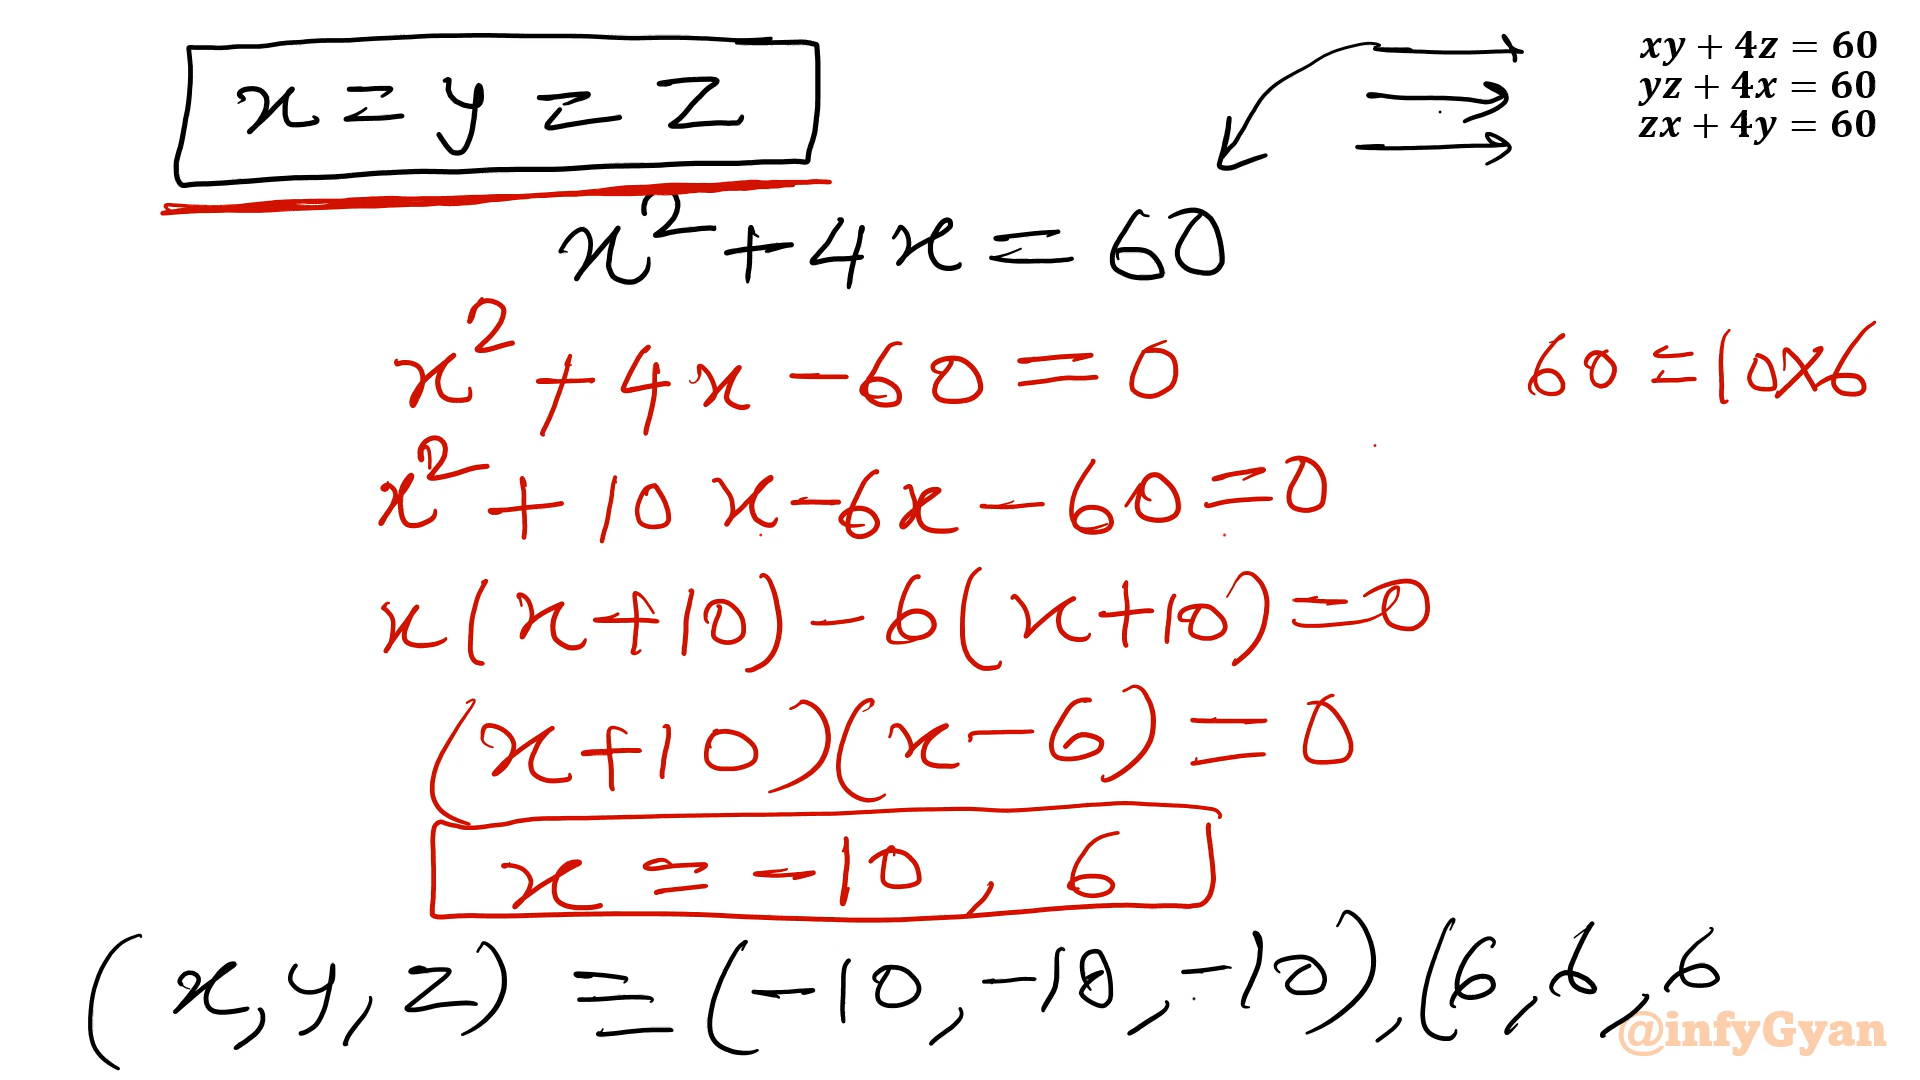 x = y = z
xy + 4z = 60
yz + 4x = 60
zx + 4y = 60
x² + 4x = 60
x² + 4x - 60 = 0
60 = 10×6
x² + 10x - 6x - 60 = 0
x(x+10) - 6(x+10) = 0
(x+10)(x-6) = 0
x = -10, 6
(x, y, z) = (-10, -10, -10), (6, 6, 6
@infyGyan